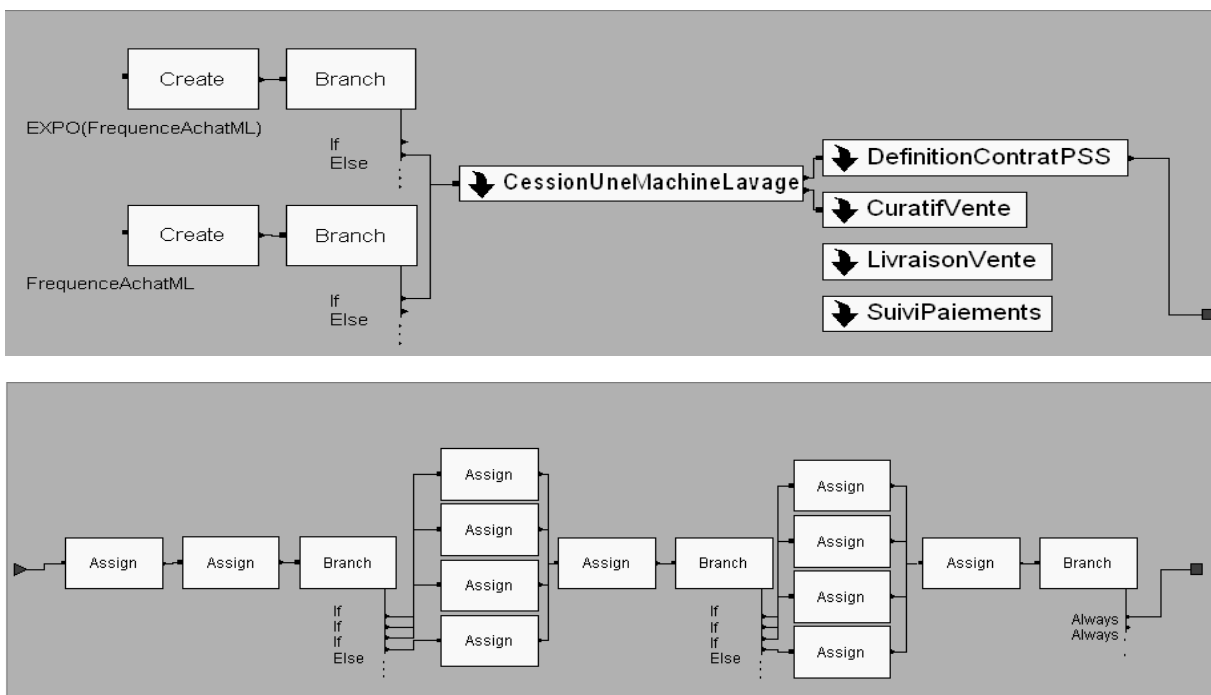 Create
Branch
EXPO(FrequenceAchatML)
If
Else
CessionUneMachineLavage
DefinitionContratPSS
CuratifVente
LivraisonVente
SuiviPaiements
Create
Branch
FrequenceAchatML
If
Else
Assign
Assign
Branch
If
If
If
Else
Assign
Assign
Assign
Assign
Assign
Branch
If
If
If
Else
Assign
Assign
Assign
Assign
Assign
Branch
Always
Always